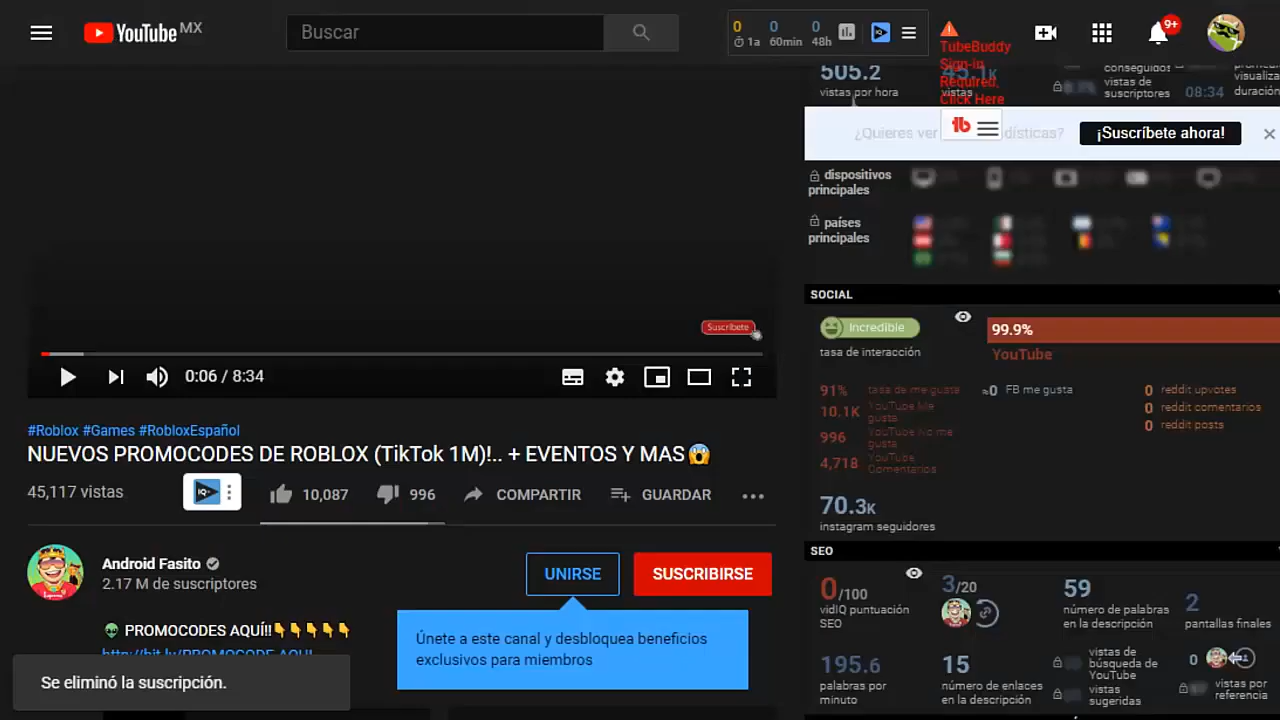 YouTube MX
Buscar
0 0 0
1a 60min 48h
TubeBuddy
Sign-in
Required,
Click Here
505.2
vistas por hora
45.1K
vistas
conseguidos
vistas de
suscriptores
08:34
visualiza
duración
¿Quieres ver
dísticas?
¡Suscríbete ahora!
dispositivos
principales
países
principales
SOCIAL
Incredible
tasa de interacción
99.9%
YouTube
91% tasa de me gusta
10.1K YouTube Me
gusta
996 YouTube No me
gusta
4,718 YouTube
Comentarios
≈0 FB me gusta
0 reddit upvotes
0 reddit comentarios
0 reddit posts
70.3K
instagram seguidores
Suscríbete
0:06 / 8:34
#Roblox #Games #RobloxEspañol
NUEVOS PROMOCODES DE ROBLOX (TikTok 1M)!.. + EVENTOS Y MAS
45,117 vistas
IQ
10,087
996
COMPARTIR
GUARDAR
Android Fasito
2.17 M de suscriptores
UNIRSE
SUSCRIBIRSE
PROMOCODES AQUÍ!!
http://bit.ly/PROMOCODE-AQUI
Únete a este canal y desbloquea beneficios
exclusivos para miembros
Se eliminó la suscripción.
SEO
0/100
vidIQ puntuación
SEO
3/20
59
número de palabras
en la descripción
2
pantallas finales
195.6
palabras por
minuto
15
número de enlaces
en la descripción
vistas de
búsqueda de
YouTube
vistas
sugeridas
0
vistas por
referencia